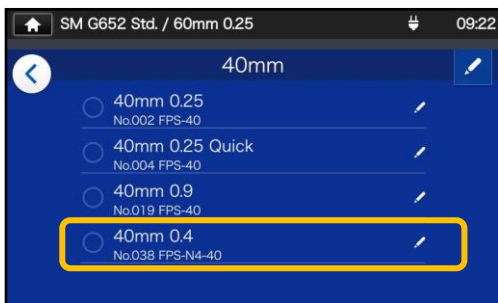 SM G652 Std. / 60mm 0.25 09:22
40mm
40mm 0.25
No.002 FPS-40
40mm 0.25 Quick
No.004 FPS-40
40mm 0.9
No.019 FPS-40
40mm 0.4
No.038 FPS-N4-40